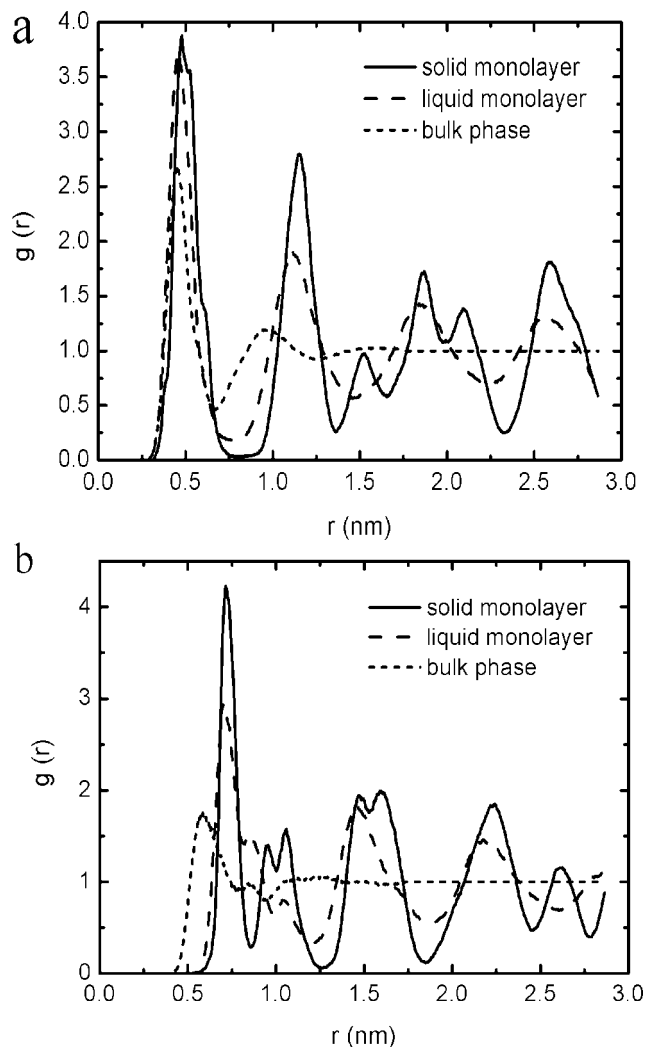 a
4.0
3.5
3.0
2.5
2.0
1.5
1.0
0.5
0.0
g (r)
solid monolayer
liquid monolayer
bulk phase
0.0 0.5 1.0 1.5 2.0 2.5 3.0
r (nm)
b
4
3
2
1
0
g (r)
solid monolayer
liquid monolayer
bulk phase
0.0 0.5 1.0 1.5 2.0 2.5 3.0
r (nm)